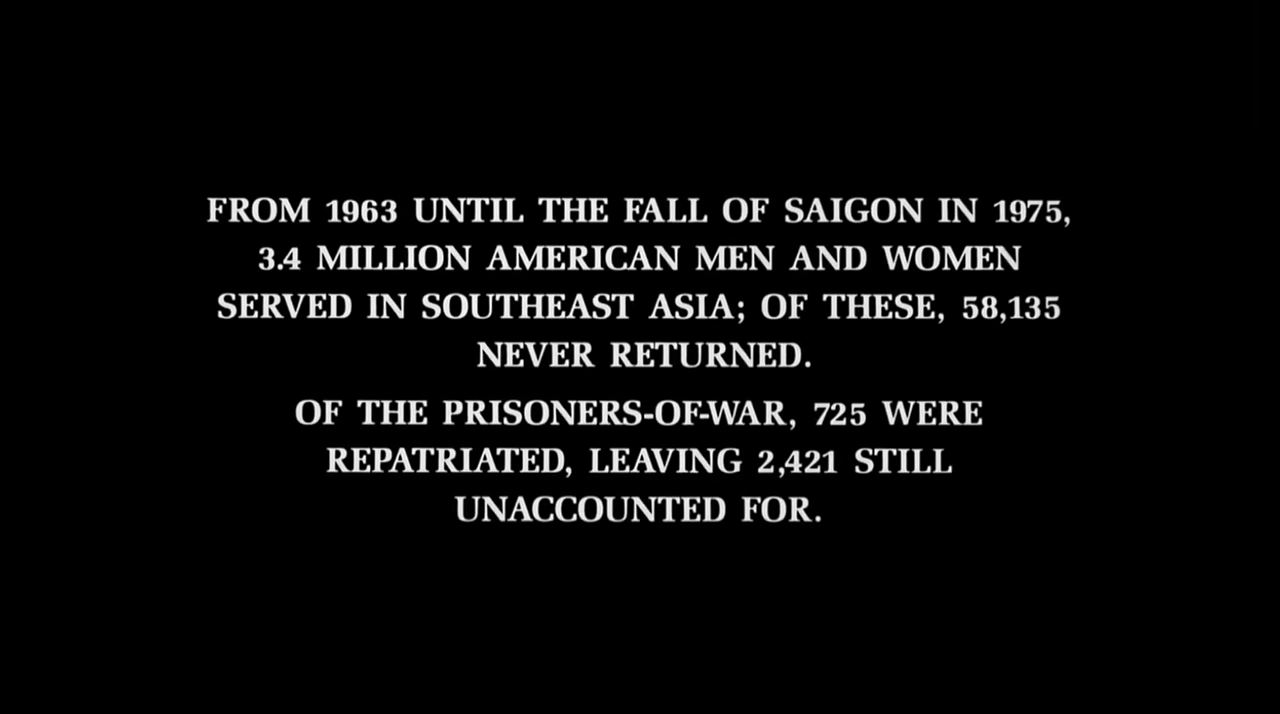 FROM 1963 UNTIL THE FALL OF SAIGON IN 1975,
3.4 MILLION AMERICAN MEN AND WOMEN
SERVED IN SOUTHEAST ASIA; OF THESE, 58,135
NEVER RETURNED.
OF THE PRISONERS-OF-WAR, 725 WERE
REPATRIATED, LEAVING 2,421 STILL
UNACCOUNTED FOR.